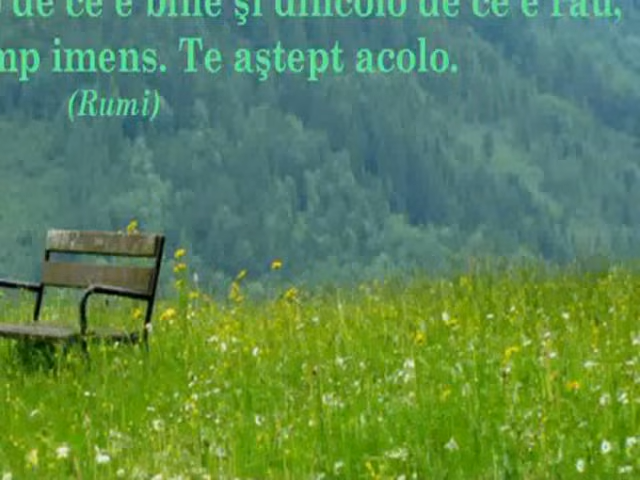 de ce e bine şi dincolo de ce e rău,
mp imens. Te aştept acolo.
(Rumi)